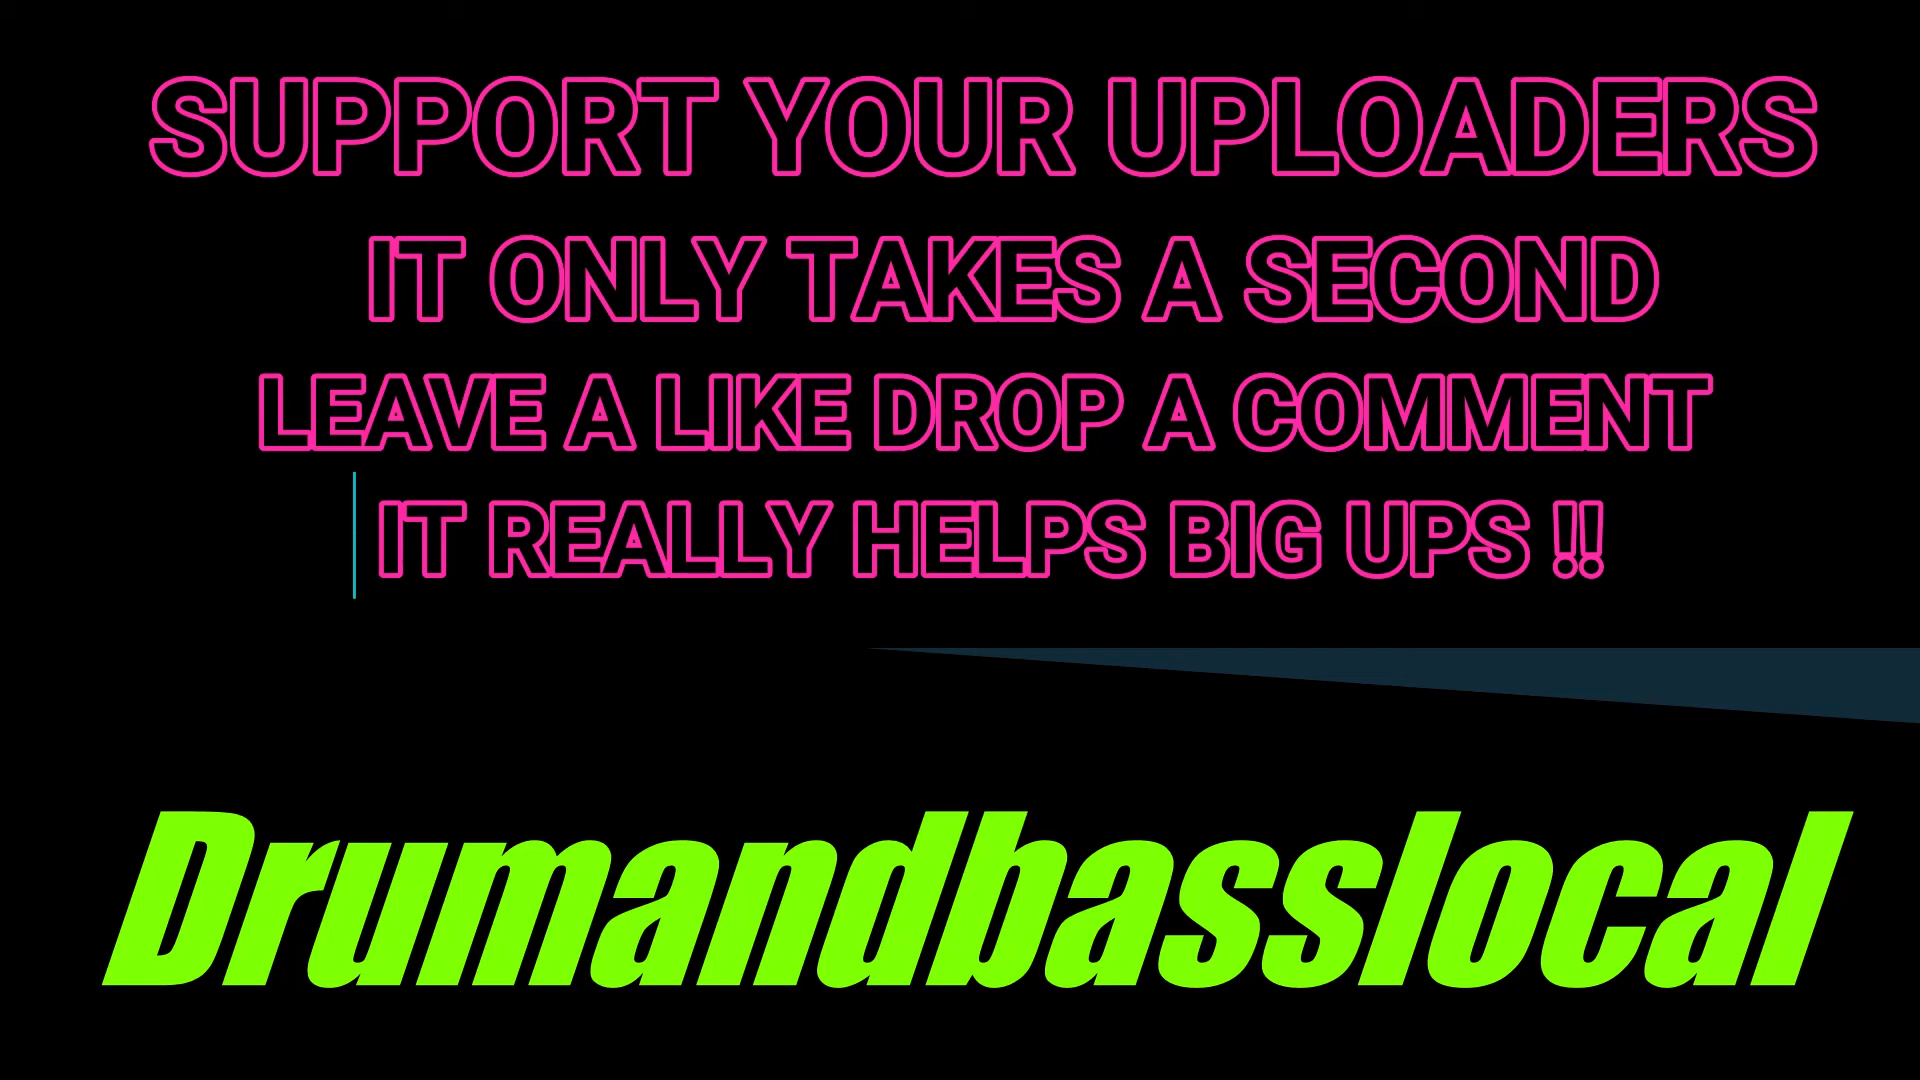 SUPPORT YOUR UPLOADERS
IT ONLY TAKES A SECOND
LEAVE A LIKE DROP A COMMENT
IT REALLY HELPS BIG UPS !!
Drumandbasslocal